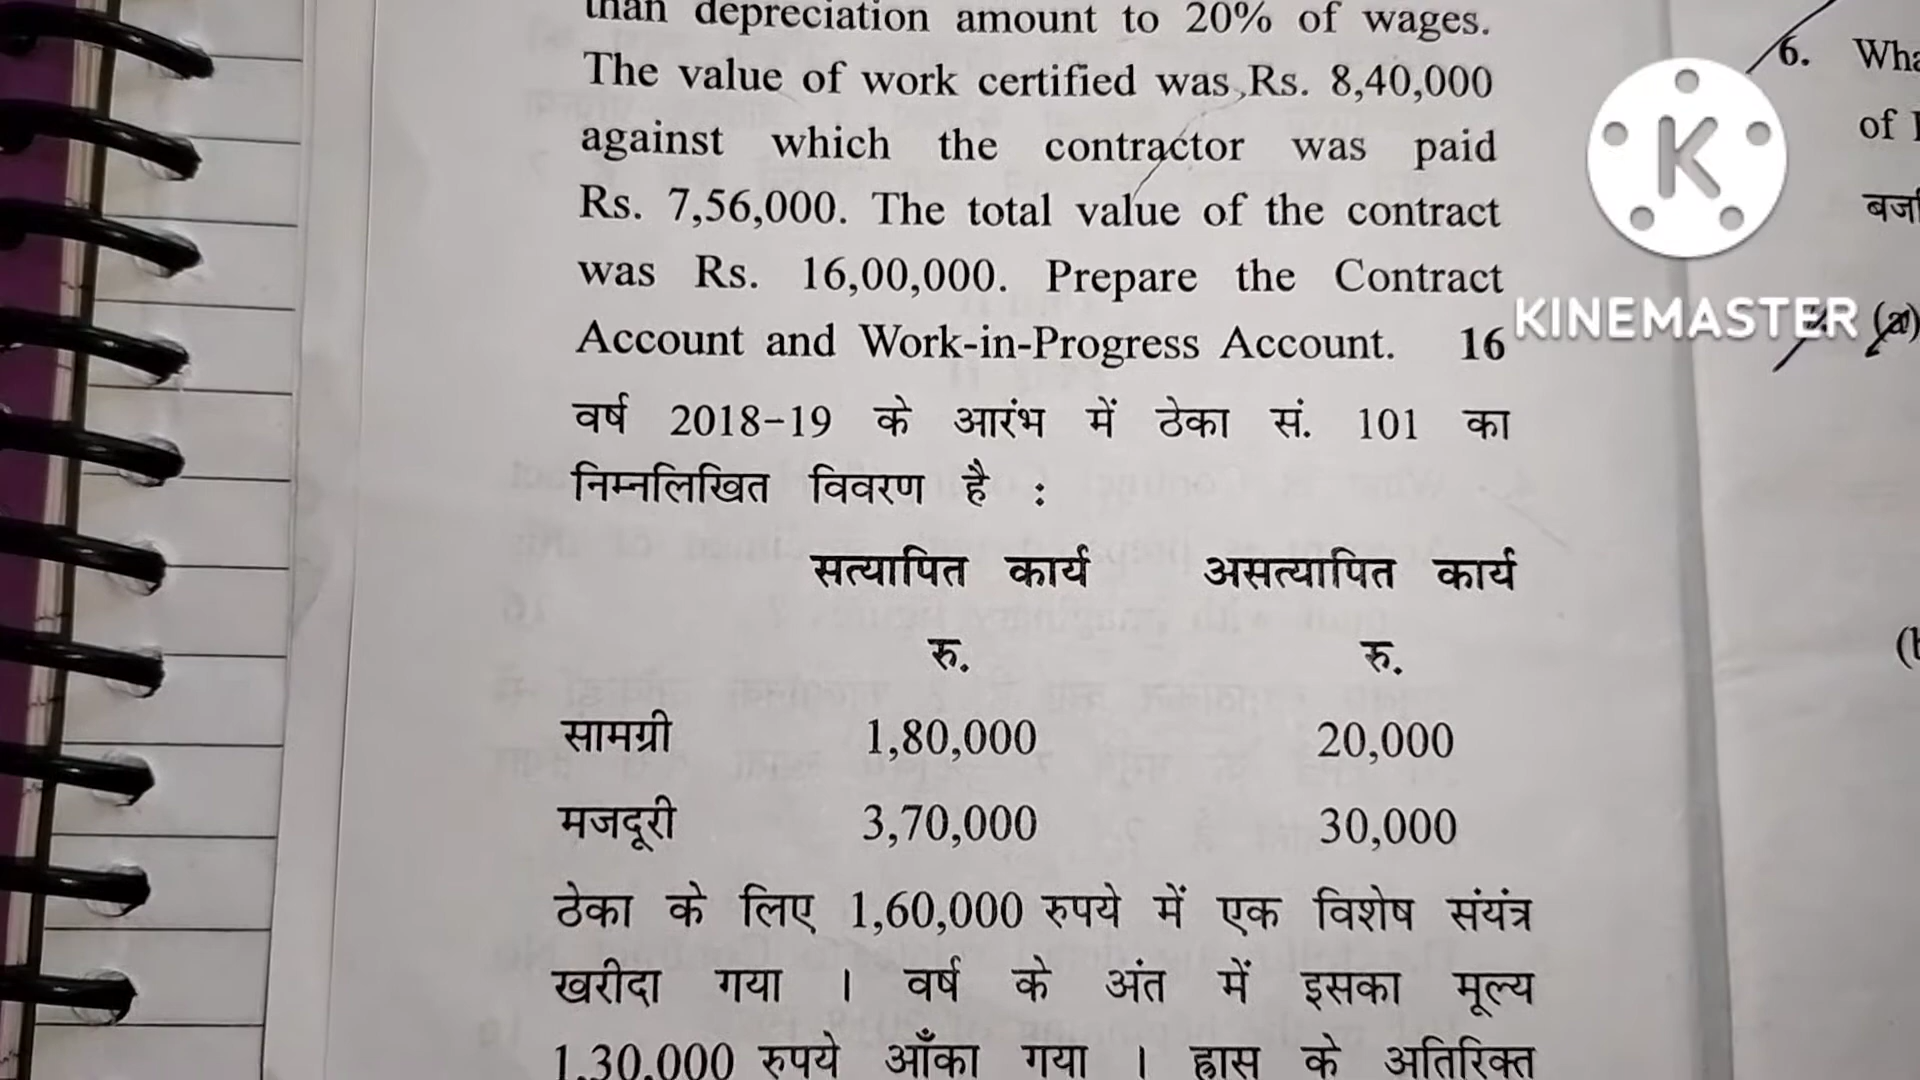 than depreciation amount to 20% of wages.
The value of work certified was Rs. 8,40,000
against which the contractor was paid
Rs. 7,56,000. The total value of the contract
was Rs. 16,00,000. Prepare the Contract
Account and Work-in-Progress Account. 16
वर्ष 2018-19 के आरंभ में ठेका सं. 101 का
निम्नलिखित विवरण है :
सत्यापित कार्य असत्यापित कार्य
रु. रु.
सामग्री 1,80,000 20,000
मजदूरी 3,70,000 30,000
ठेका के लिए 1,60,000 रुपये में एक विशेष संयंत्र
खरीदा गया । वर्ष के अंत में इसका मूल्य
1,30,000 रुपये आँका गया । ह्रास के अतिरिक्त
6.
of
(a)
K
KINEMASTER